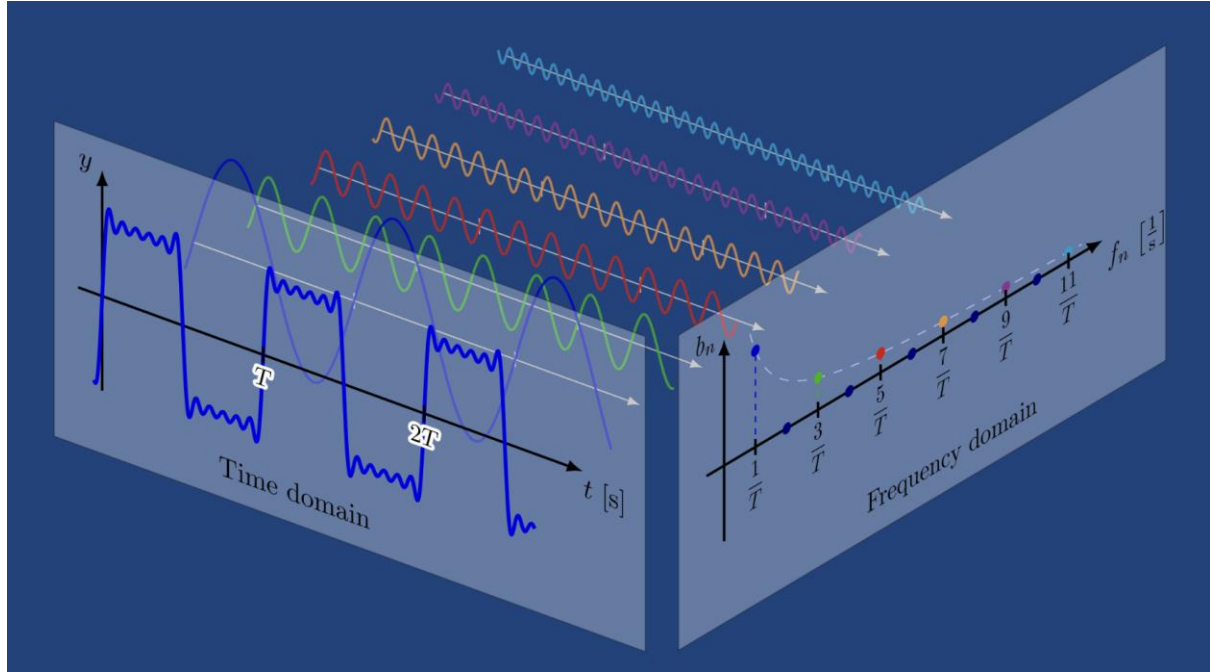 y
T
2T
t [s]
Time domain
bₙ
1/T
3/T
5/T
7/T
9/T
11/T
fₙ [1/s]
Frequency domain